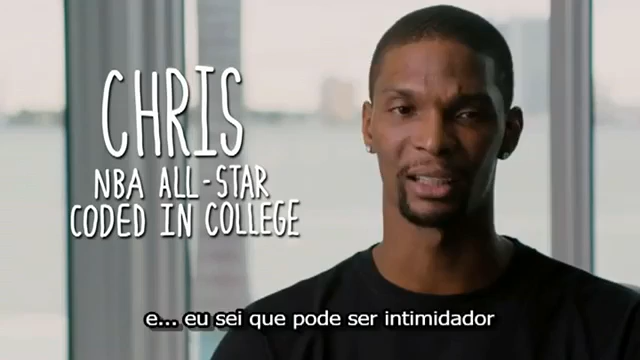 CHRIS
NBA ALL-STAR
CODED IN COLLEGE
e... eu sei que pode ser intimidador